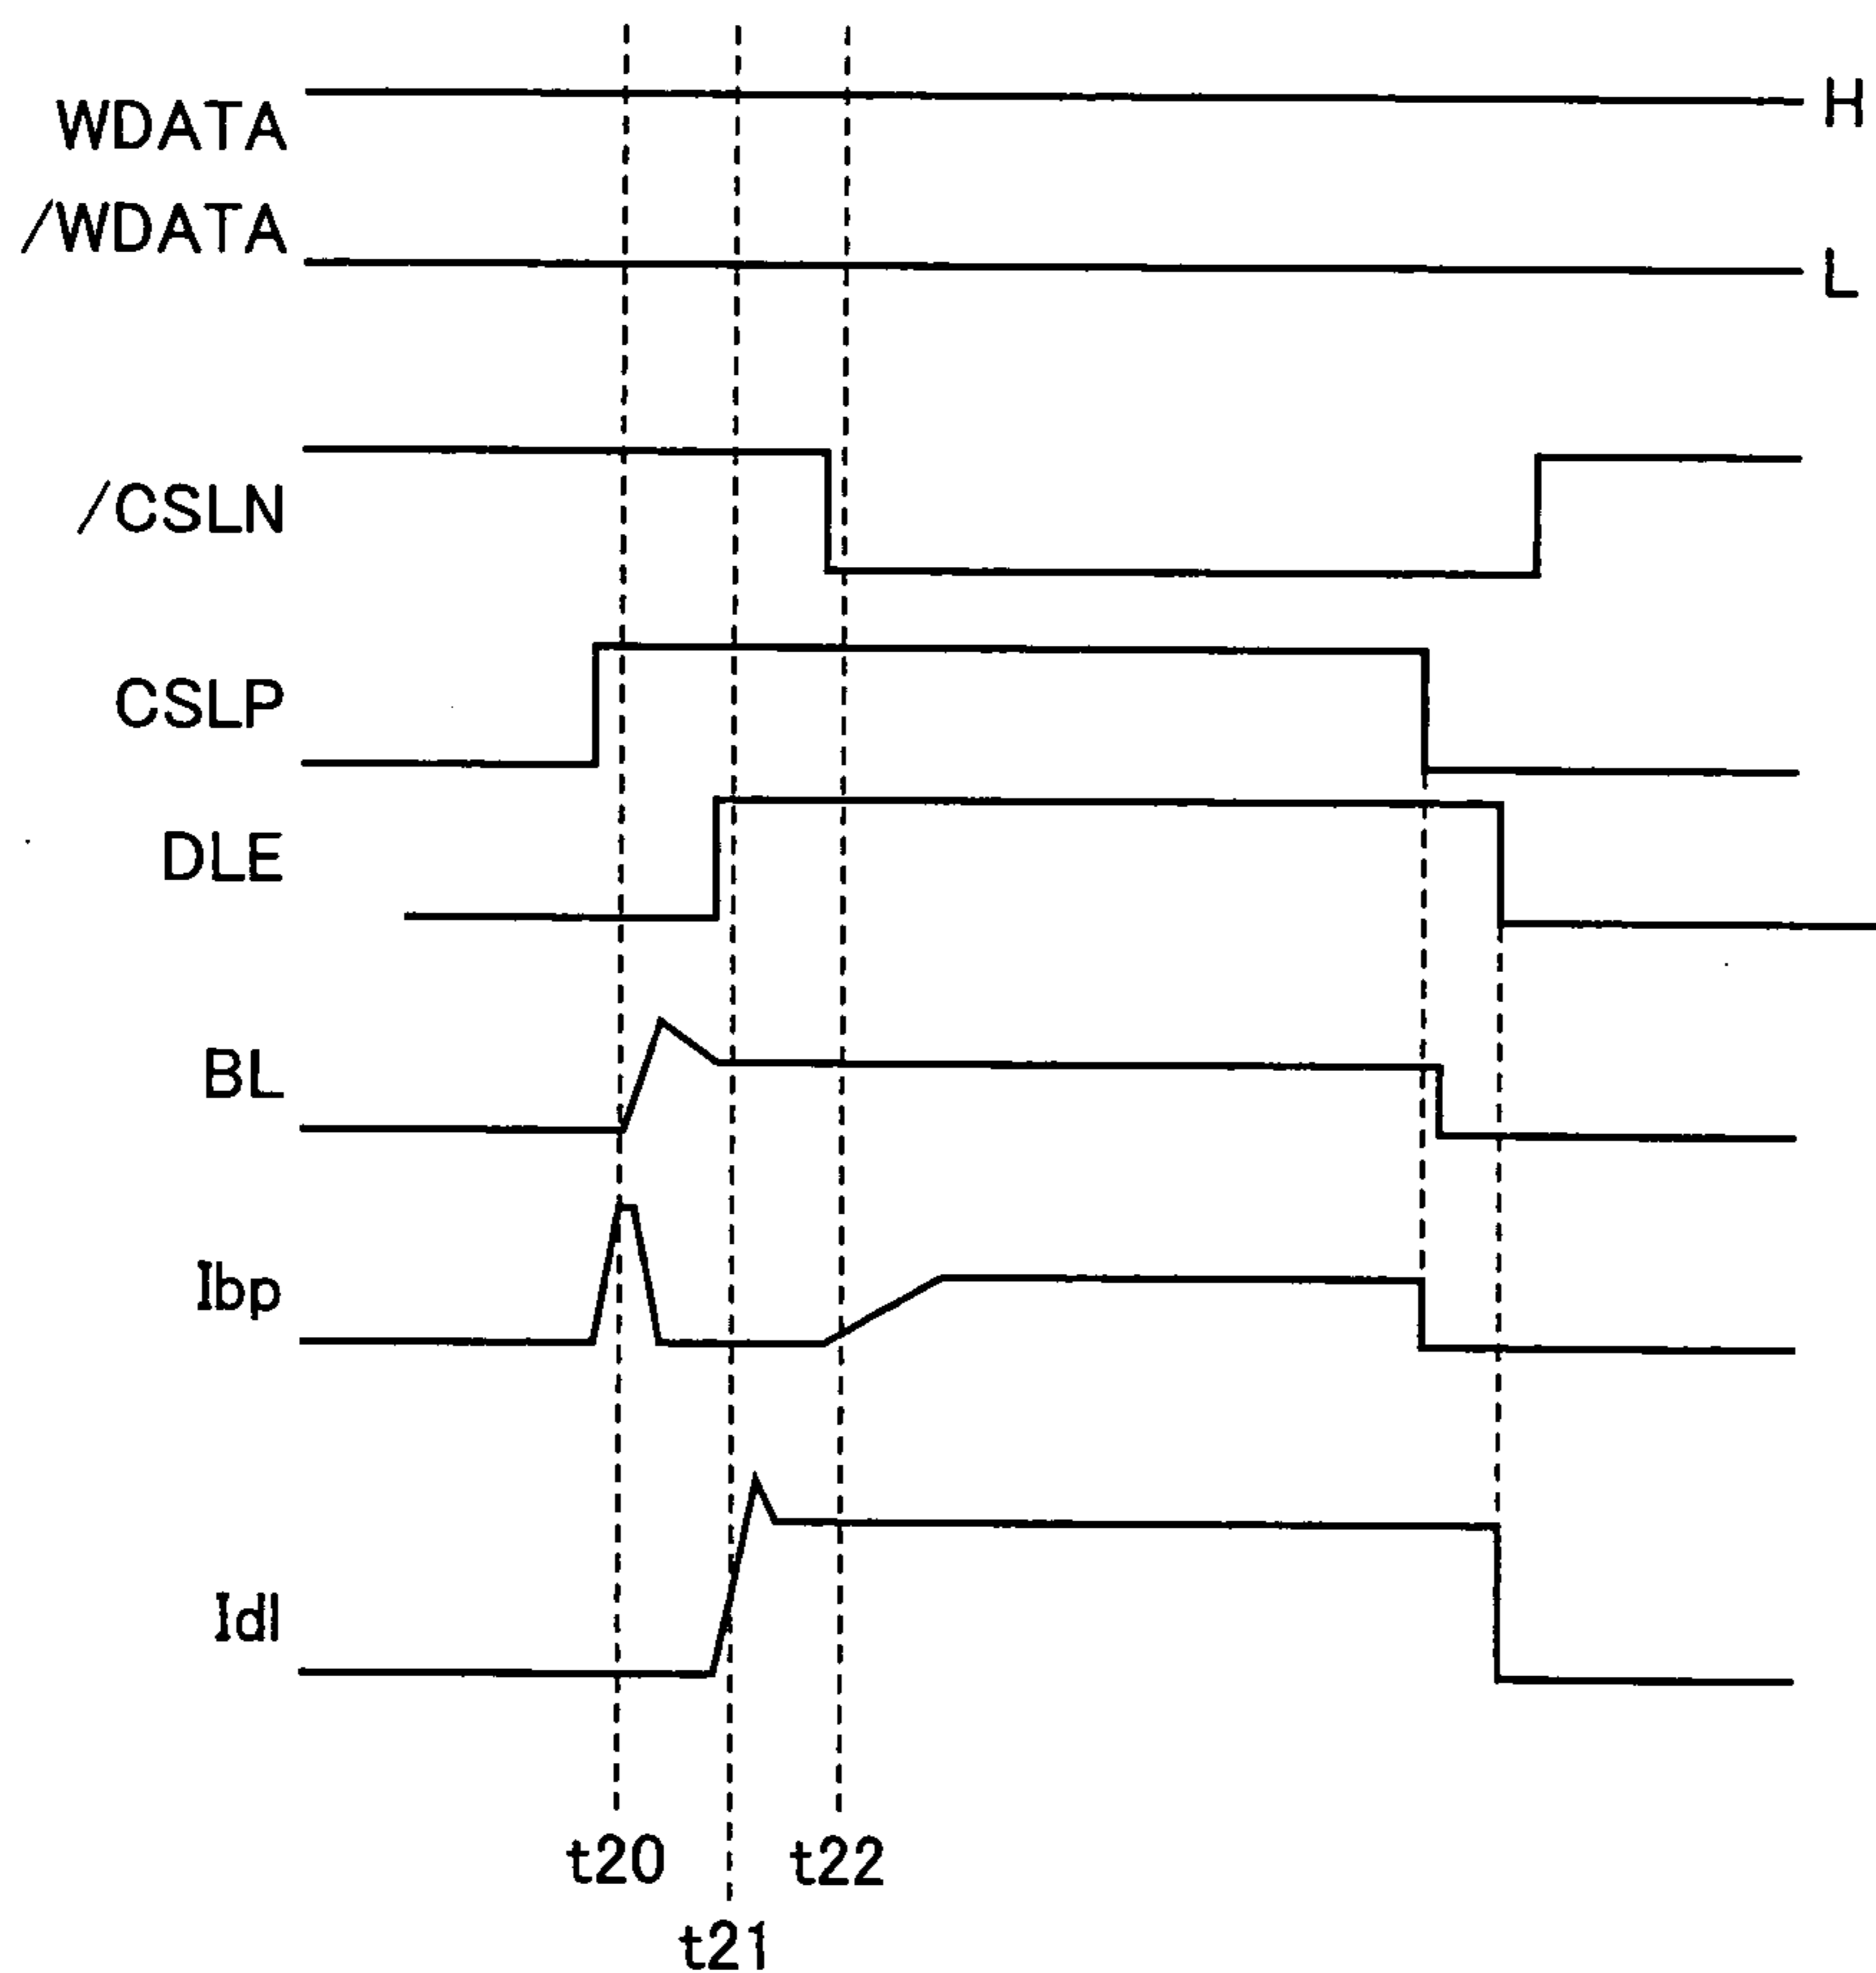 WDATA
H
/WDATA
L
/CSLN
CSLP
DLE
BL
Ibp
Idl
t20
t22
t21